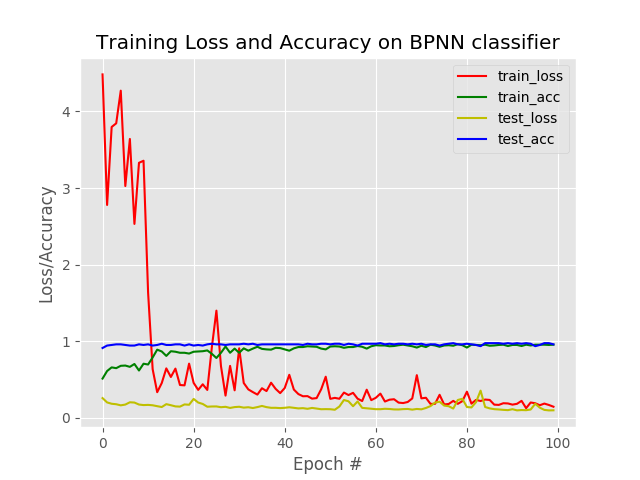 Training Loss and Accuracy on BPNN classifier
train_loss
train_acc
test_loss
test_acc
Loss/Accuracy
4
3
2
1
0
0 20 40 60 80 100
Epoch #